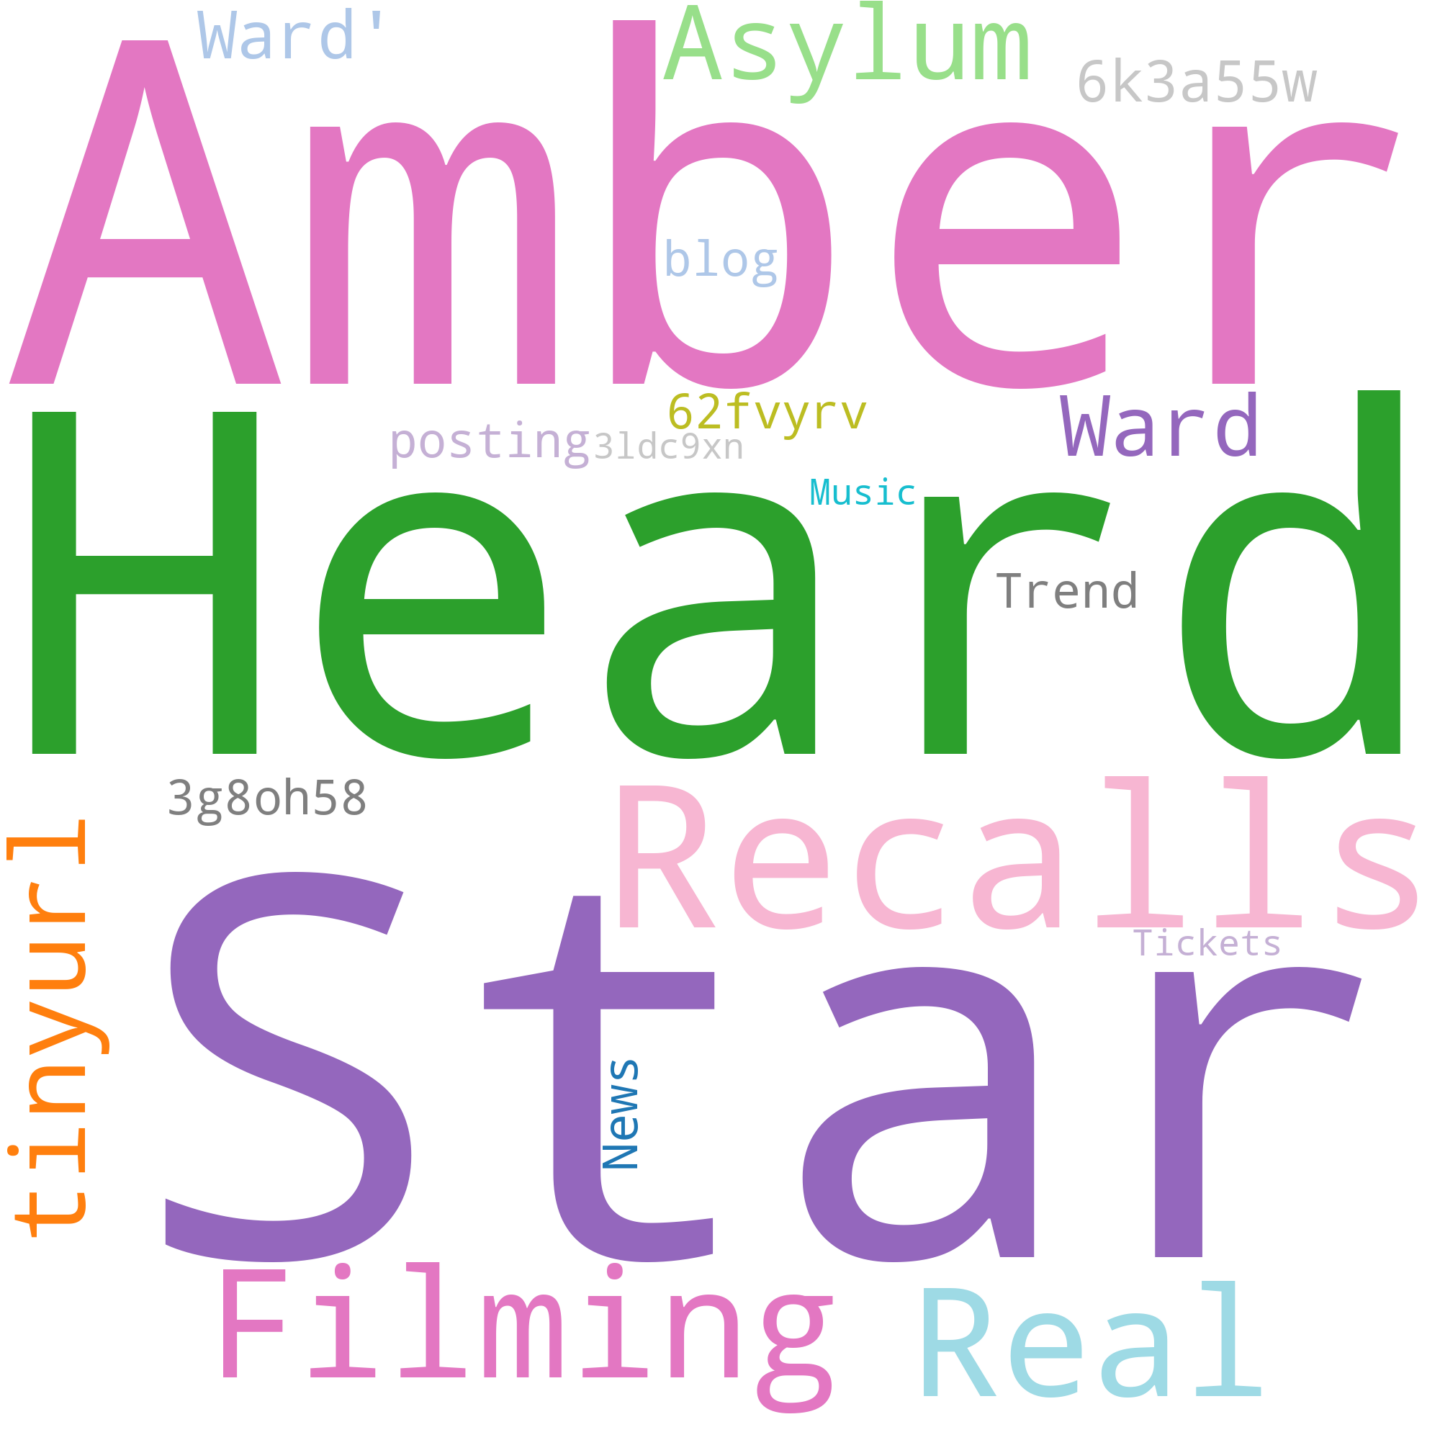 Ward'
Asylum
6k3a55w
Amber
blog
62fvyrv
Ward
posting
3ldc9xn
Music
Heard
Trend
3g8oh58
Recalls
tinyurl
Tickets
Star
News
Filming
Real